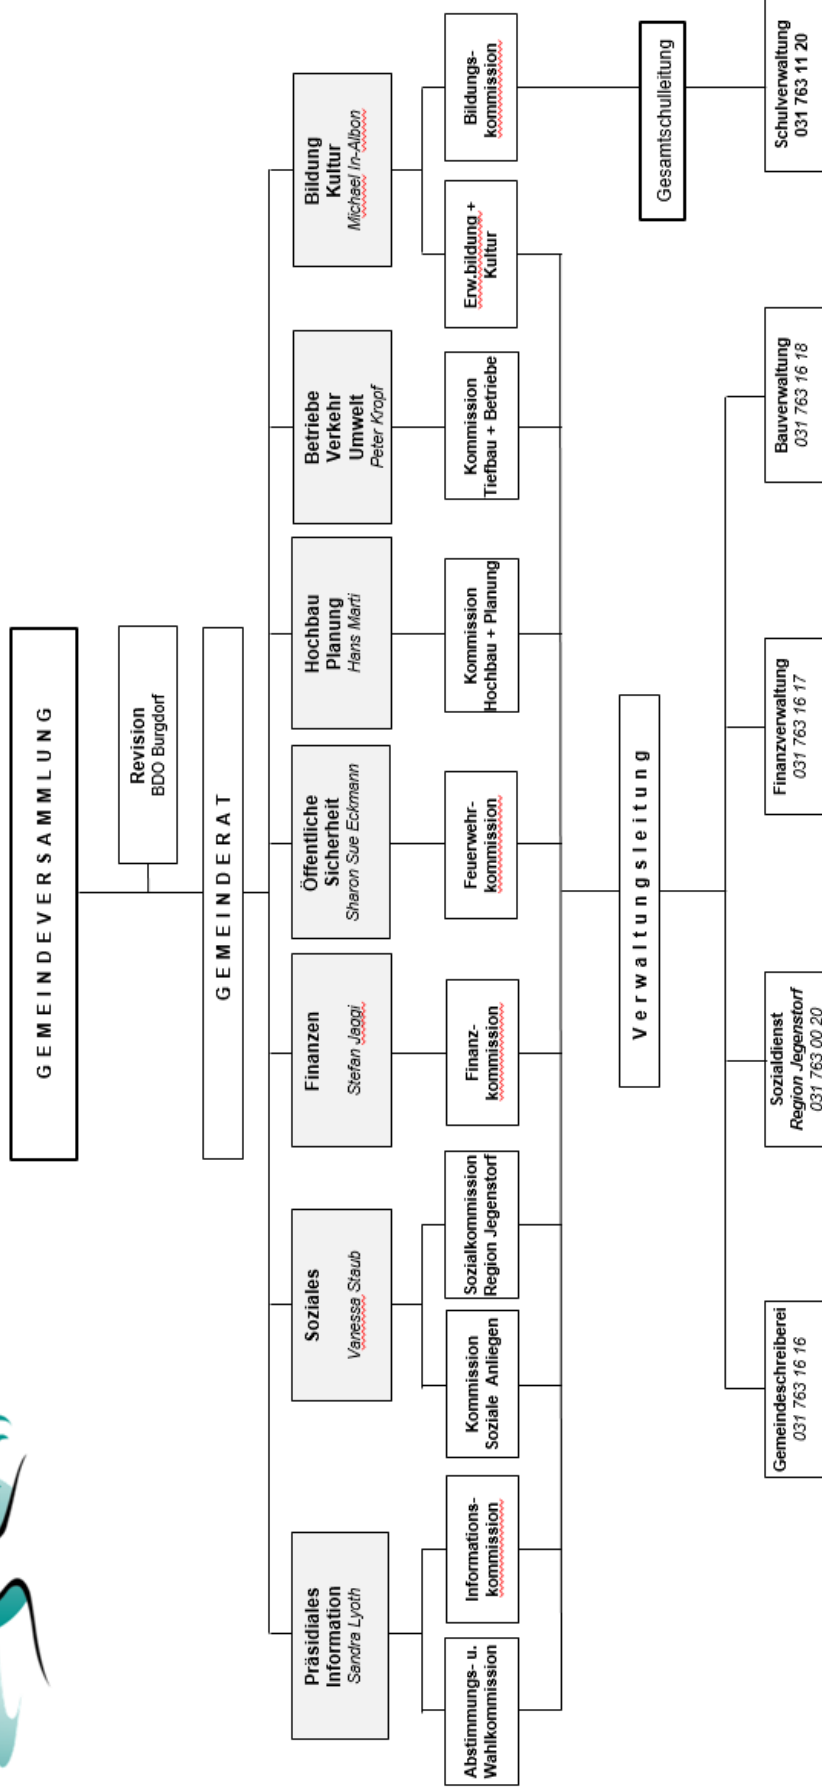 GEMEINDEVERSAMMLUNG
Revision
BDO Burgdorf
GEMEINDERAT
Präsidiales
Information
Sandra Lyoth
Soziales
Vanessa Staub
Finanzen
Stefan Jaggi
Öffentliche
Sicherheit
Sharon Sue Eckmann
Hochbau
Planung
Hans Marti
Betriebe
Verkehr
Umwelt
Peter Kropf
Bildung
Kultur
Michael In-Albon
Abstimmungs- u.
Wahlkommission
Informations-
kommission
Kommission
Soziale Anliegen
Sozialkommission
Region Jegenstorf
Finanz-
kommission
Feuerwehr-
kommission
Kommission
Hochbau + Planung
Kommission
Tiefbau + Betriebe
Erw.bildung +
Kultur
Bildungs-
kommission
Verwaltungsleitung
Gesamtschulleitung
Gemeindeschreiberei
031 763 16 16
Sozialdienst
Region Jegenstorf
031 763 00 20
Finanzverwaltung
031 763 16 17
Bauverwaltung
031 763 16 18
Schulverwaltung
031 763 11 20